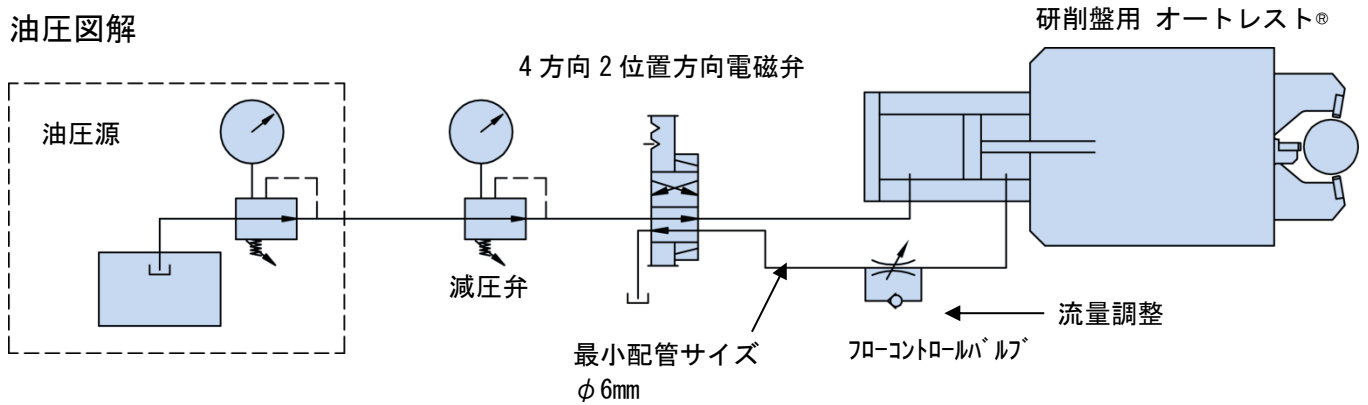 油圧図解
研削盤用 オートレスト®
4方向2位置方向電磁弁
油圧源
減圧弁
流量調整
最小配管サイズ
φ6mm
ﾌﾛｰｺﾝﾄﾛｰﾙﾊﾞﾙﾌﾞ